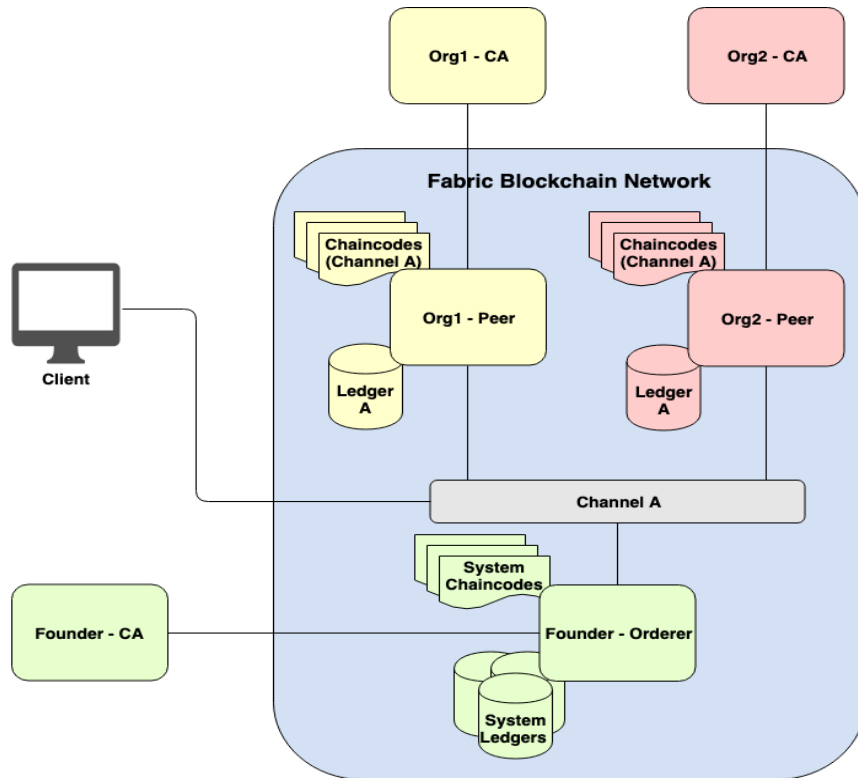 Org1 - CA
Org2 - CA
Fabric Blockchain Network
Chaincodes
(Channel A)
Chaincodes
(Channel A)
Org1 - Peer
Org2 - Peer
Client
Ledger
A
Ledger
A
Channel A
System
Chaincodes
Founder - CA
Founder - Orderer
System
Ledgers